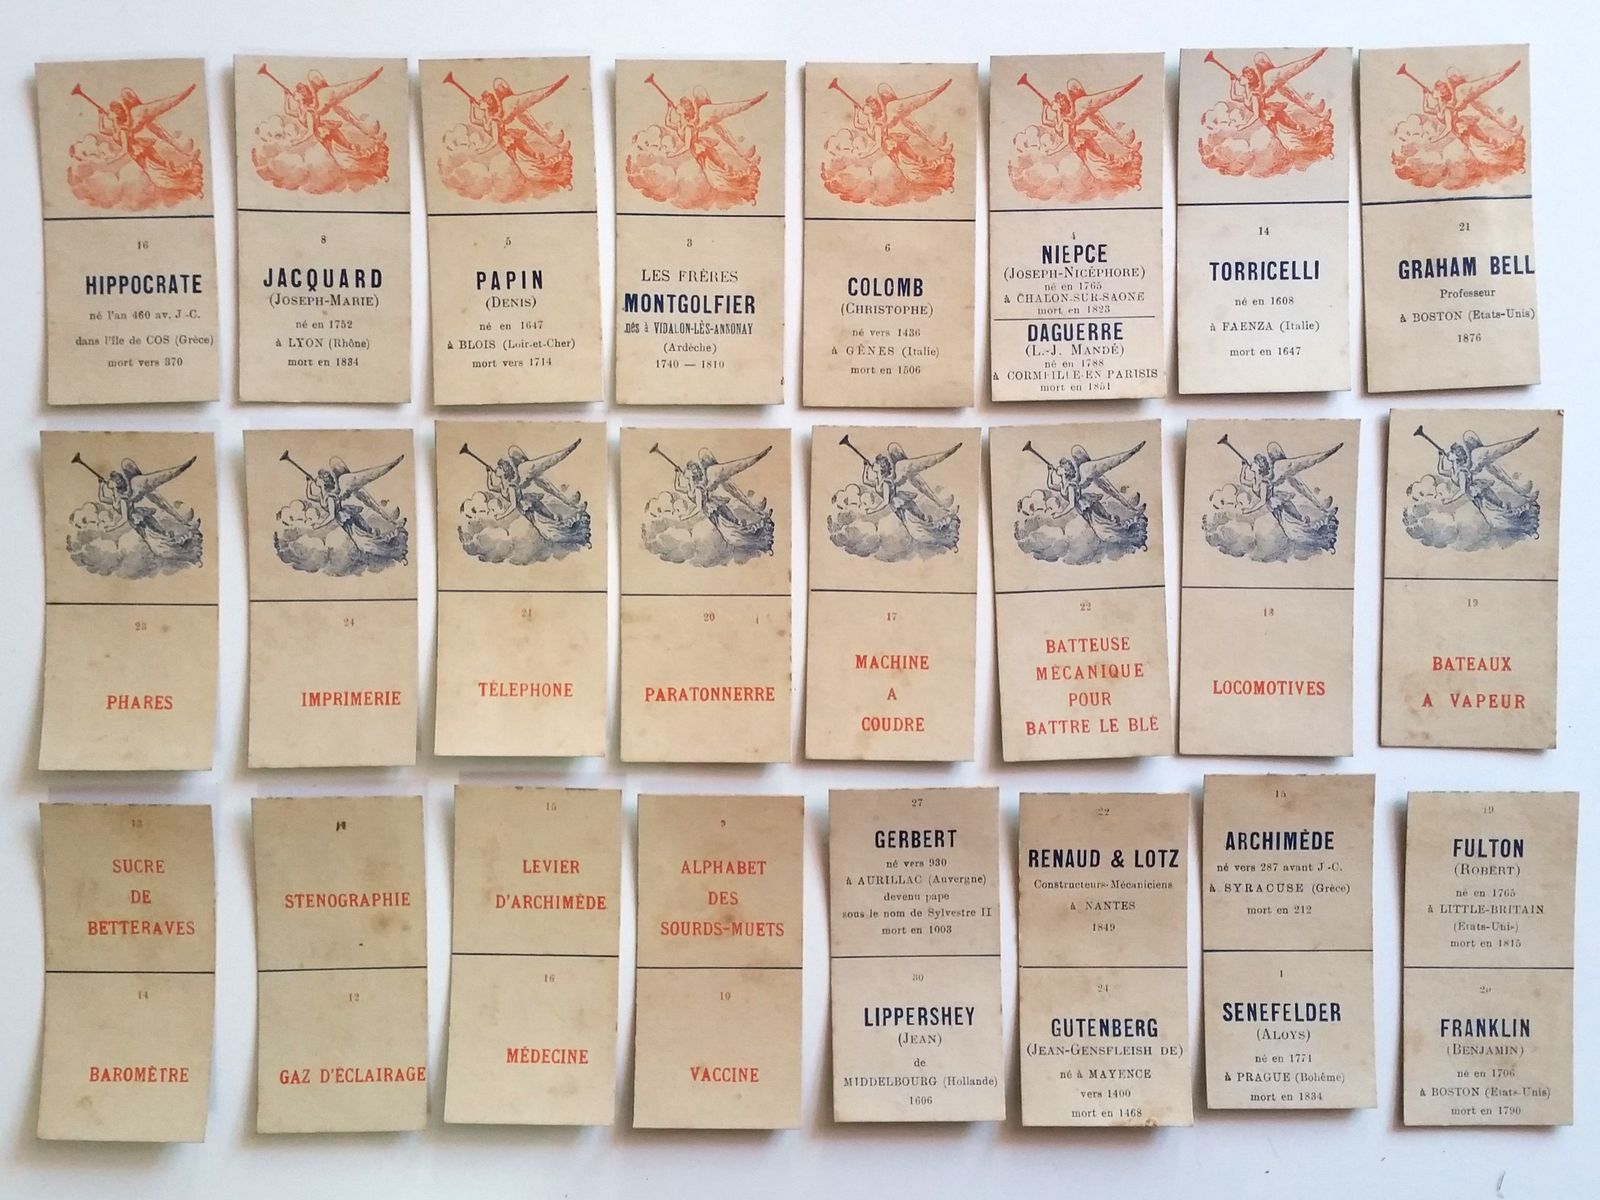 16
HIPPOCRATE
né l'an 460 av. J-C.
dans l'île de COS (Grèce)
mort vers 370
8
JACQUARD
(JOSEPH-MARIE)
né en 1752
à LYON (Rhône)
mort en 1834
5
PAPIN
(DENIS)
né en 1647
à BLOIS (Loir-et-Cher)
mort vers 1714
3
LES FRÈRES
MONTGOLFIER
nés à VIDALON-LÈS-ANNONAY
(Ardèche)
1740 — 1810
6
COLOMB
(CHRISTOPHE)
né vers 1436
à GÊNES (Italie)
mort en 1506
4
NIEPCE
(JOSEPH-NICÉPHORE)
né en 1765
à CHALON-SUR-SAONE
mort en 1823
DAGUERRE
(L.-J. MANDÉ)
né en 1788
à CORMEILLE-EN PARISIS
mort en 1851
14
TORRICELLI
né en 1608
à FAENZA (Italie)
mort en 1647
21
GRAHAM BELL
Professeur
à BOSTON (Etats-Unis)
1876
23
PHARES
24
IMPRIMERIE
21
TÉLÉPHONE
20
PARATONNERRE
17
MACHINE
A
COUDRE
22
BATTEUSE
MÉCANIQUE
POUR
BATTRE LE BLÉ
18
LOCOMOTIVES
19
BATEAUX
A VAPEUR
13
SUCRE
DE
BETTERAVES
14
BAROMÈTRE
11
STENOGRAPHIE
12
GAZ D'ÉCLAIRAGE
15
LEVIER
D'ARCHIMÈDE
16
MÉDECINE
9
ALPHABET
DES
SOURDS-MUETS
10
VACCINE
27
GERBERT
né vers 930
à AURILLAC (Auvergne)
devenu pape
sous le nom de Sylvestre II
mort en 1003
30
LIPPERSHEY
(JEAN)
de
MIDDELBOURG (Hollande)
1606
22
RENAUD & LOTZ
Constructeurs-Mécaniciens
à NANTES
1849
24
GUTENBERG
(JEAN-GENSFLEISH DE)
né à MAYENCE
vers 1400
mort en 1468
15
ARCHIMÈDE
né vers 287 avant J-C.
à SYRACUSE (Grèce)
mort en 212
1
SENEFELDER
(ALOYS)
né en 1771
à PRAGUE (Bohême)
mort en 1834
19
FULTON
(ROBERT)
né en 1765
à LITTLE-BRITAIN
(Etats-Unis)
mort en 1815
20
FRANKLIN
(BENJAMIN)
né en 1706
à BOSTON (Etats-Unis)
mort en 1790